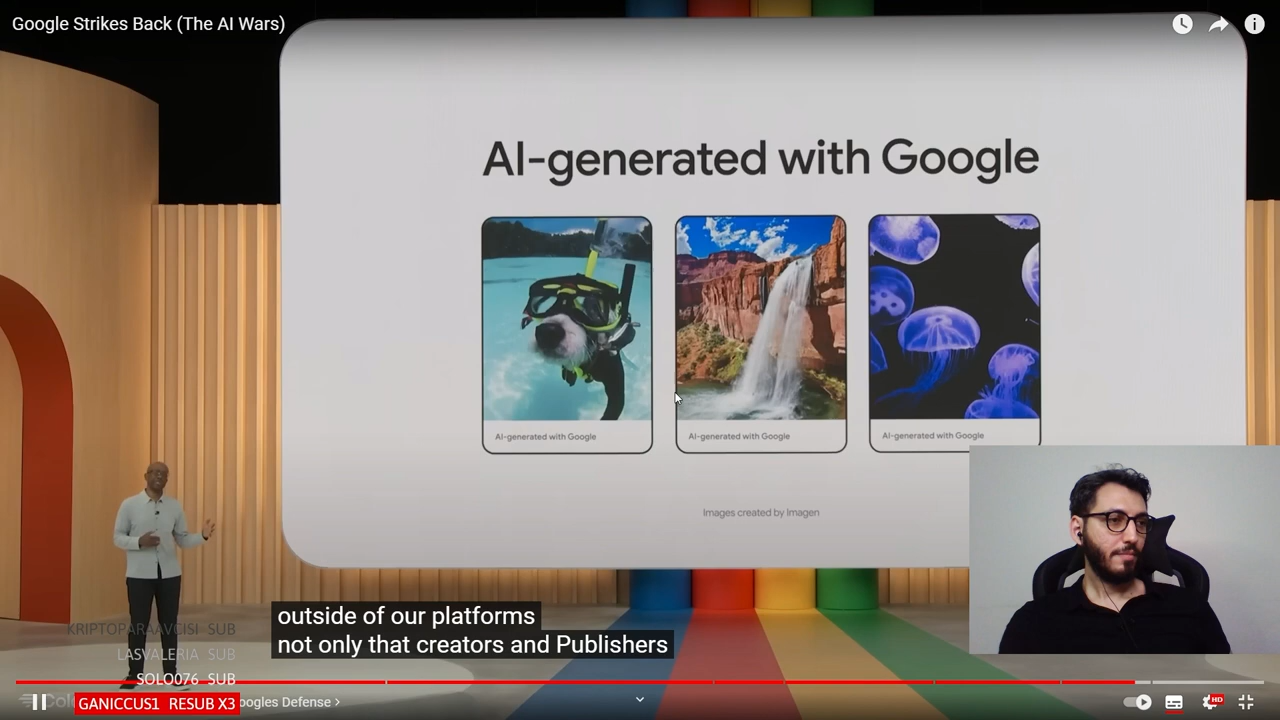 Google Strikes Back (The AI Wars)
AI-generated with Google
AI-generated with Google
AI-generated with Google
AI-generated with Google
Images created by Imagen
outside of our platforms
not only that creators and Publishers
KRIPTOPARAAVCISI SUB
LASVALERIA SUB
SOLO076 SUB
GANICCUS1 RESUB X3
oogles Defense >
HD